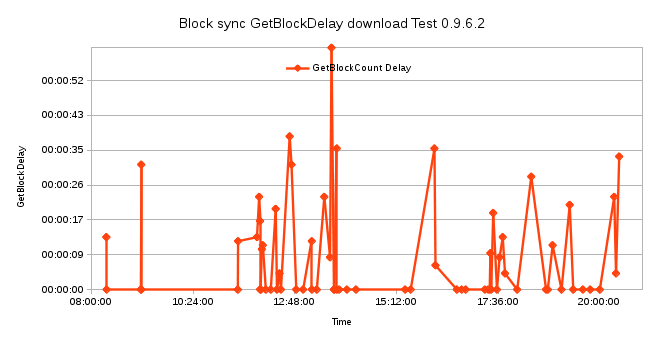 Block sync GetBlockDelay download Test 0.9.6.2
GetBlockCount Delay
GetBlock Delay
00:00:52
00:00:43
00:00:35
00:00:26
00:00:17
00:00:09
00:00:00
08:00:00 10:24:00 12:48:00 15:12:00 17:36:00 20:00:00
Time